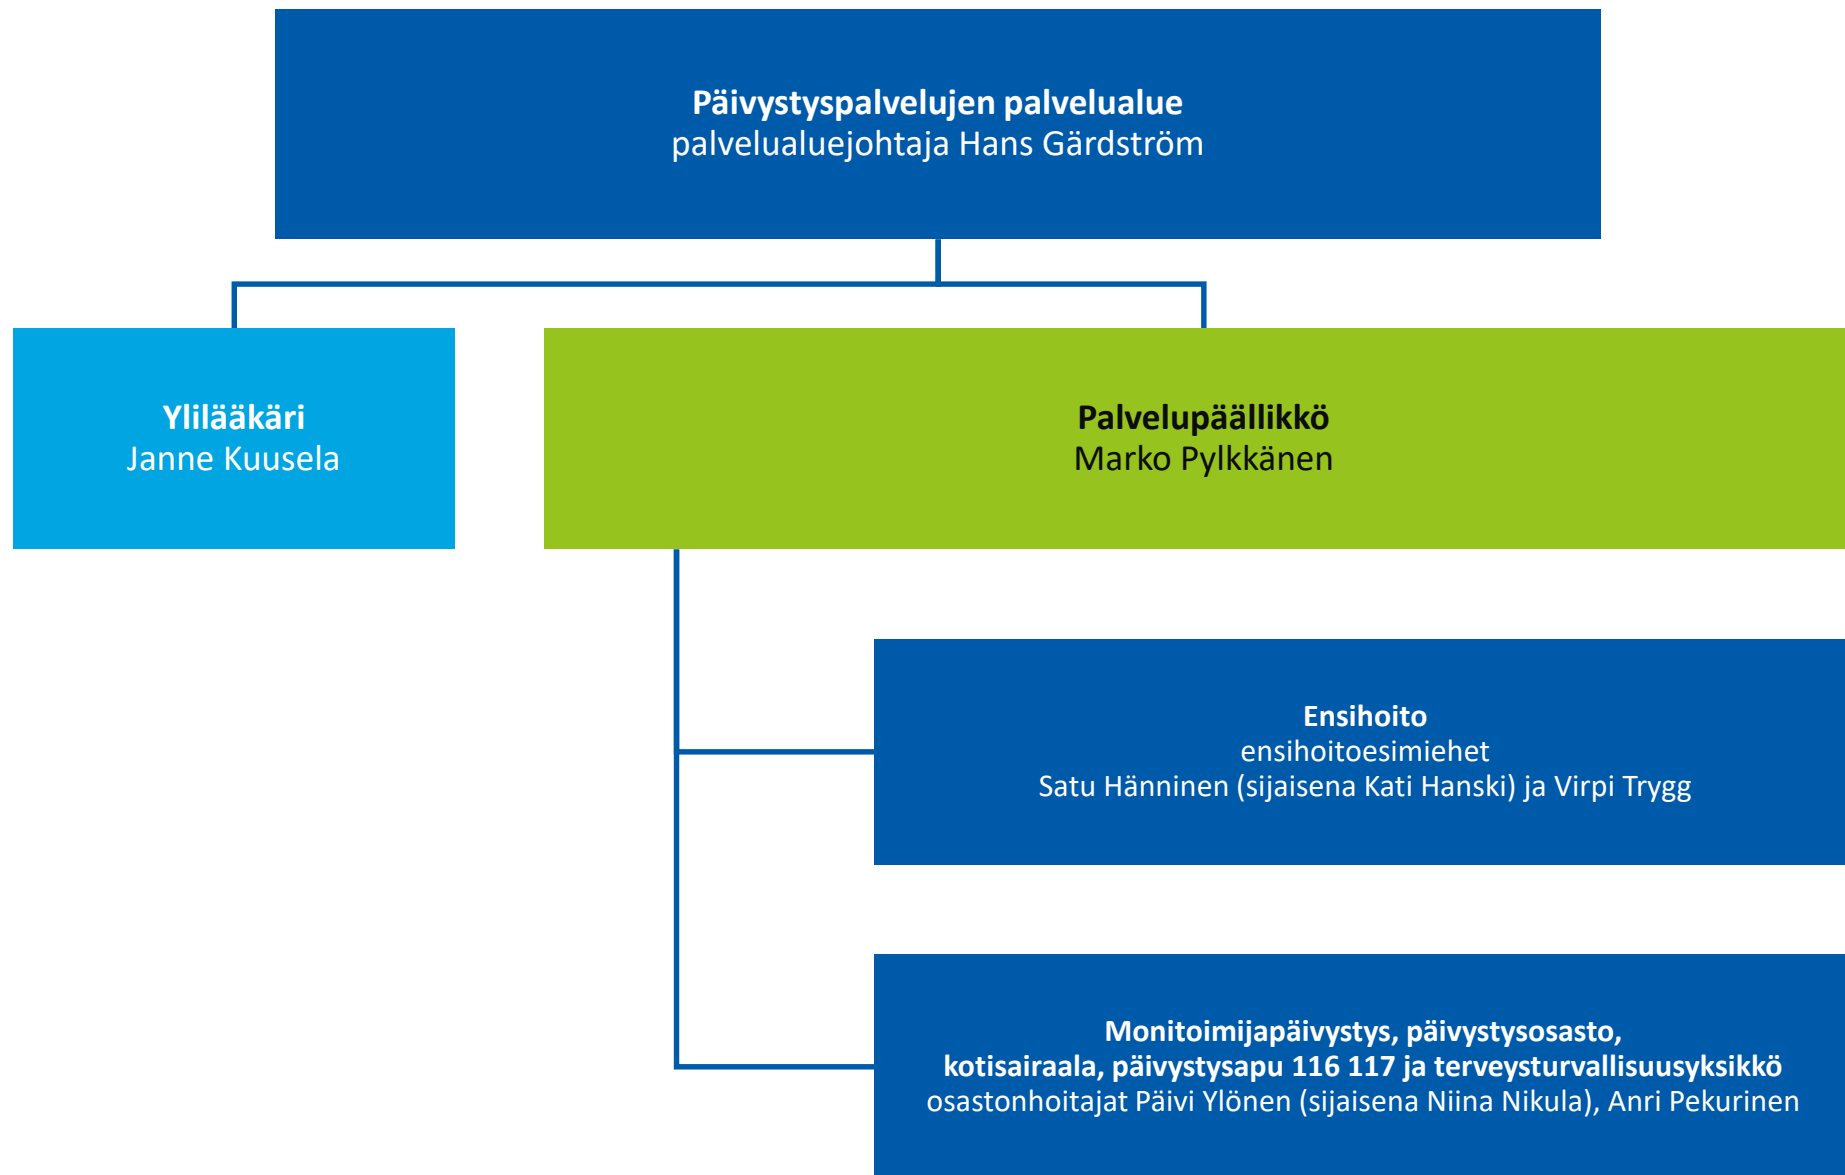 Päivystyspalvelujen palvelualue
palvelualuejohtaja Hans Gärdström
Ylilääkäri
Janne Kuusela
Palvelupäällikkö
Marko Pylkkänen
Ensihoito
ensihoitoesimiehet
Satu Hänninen (sijaisena Kati Hanski) ja Virpi Trygg
Monitoimijapäivystys, päivystysosasto,
kotisairaala, päivystysapu 116 117 ja terveysturvallisuusyksikkö
osastonhoitajat Päivi Ylönen (sijaisena Niina Nikula), Anri Pekurinen